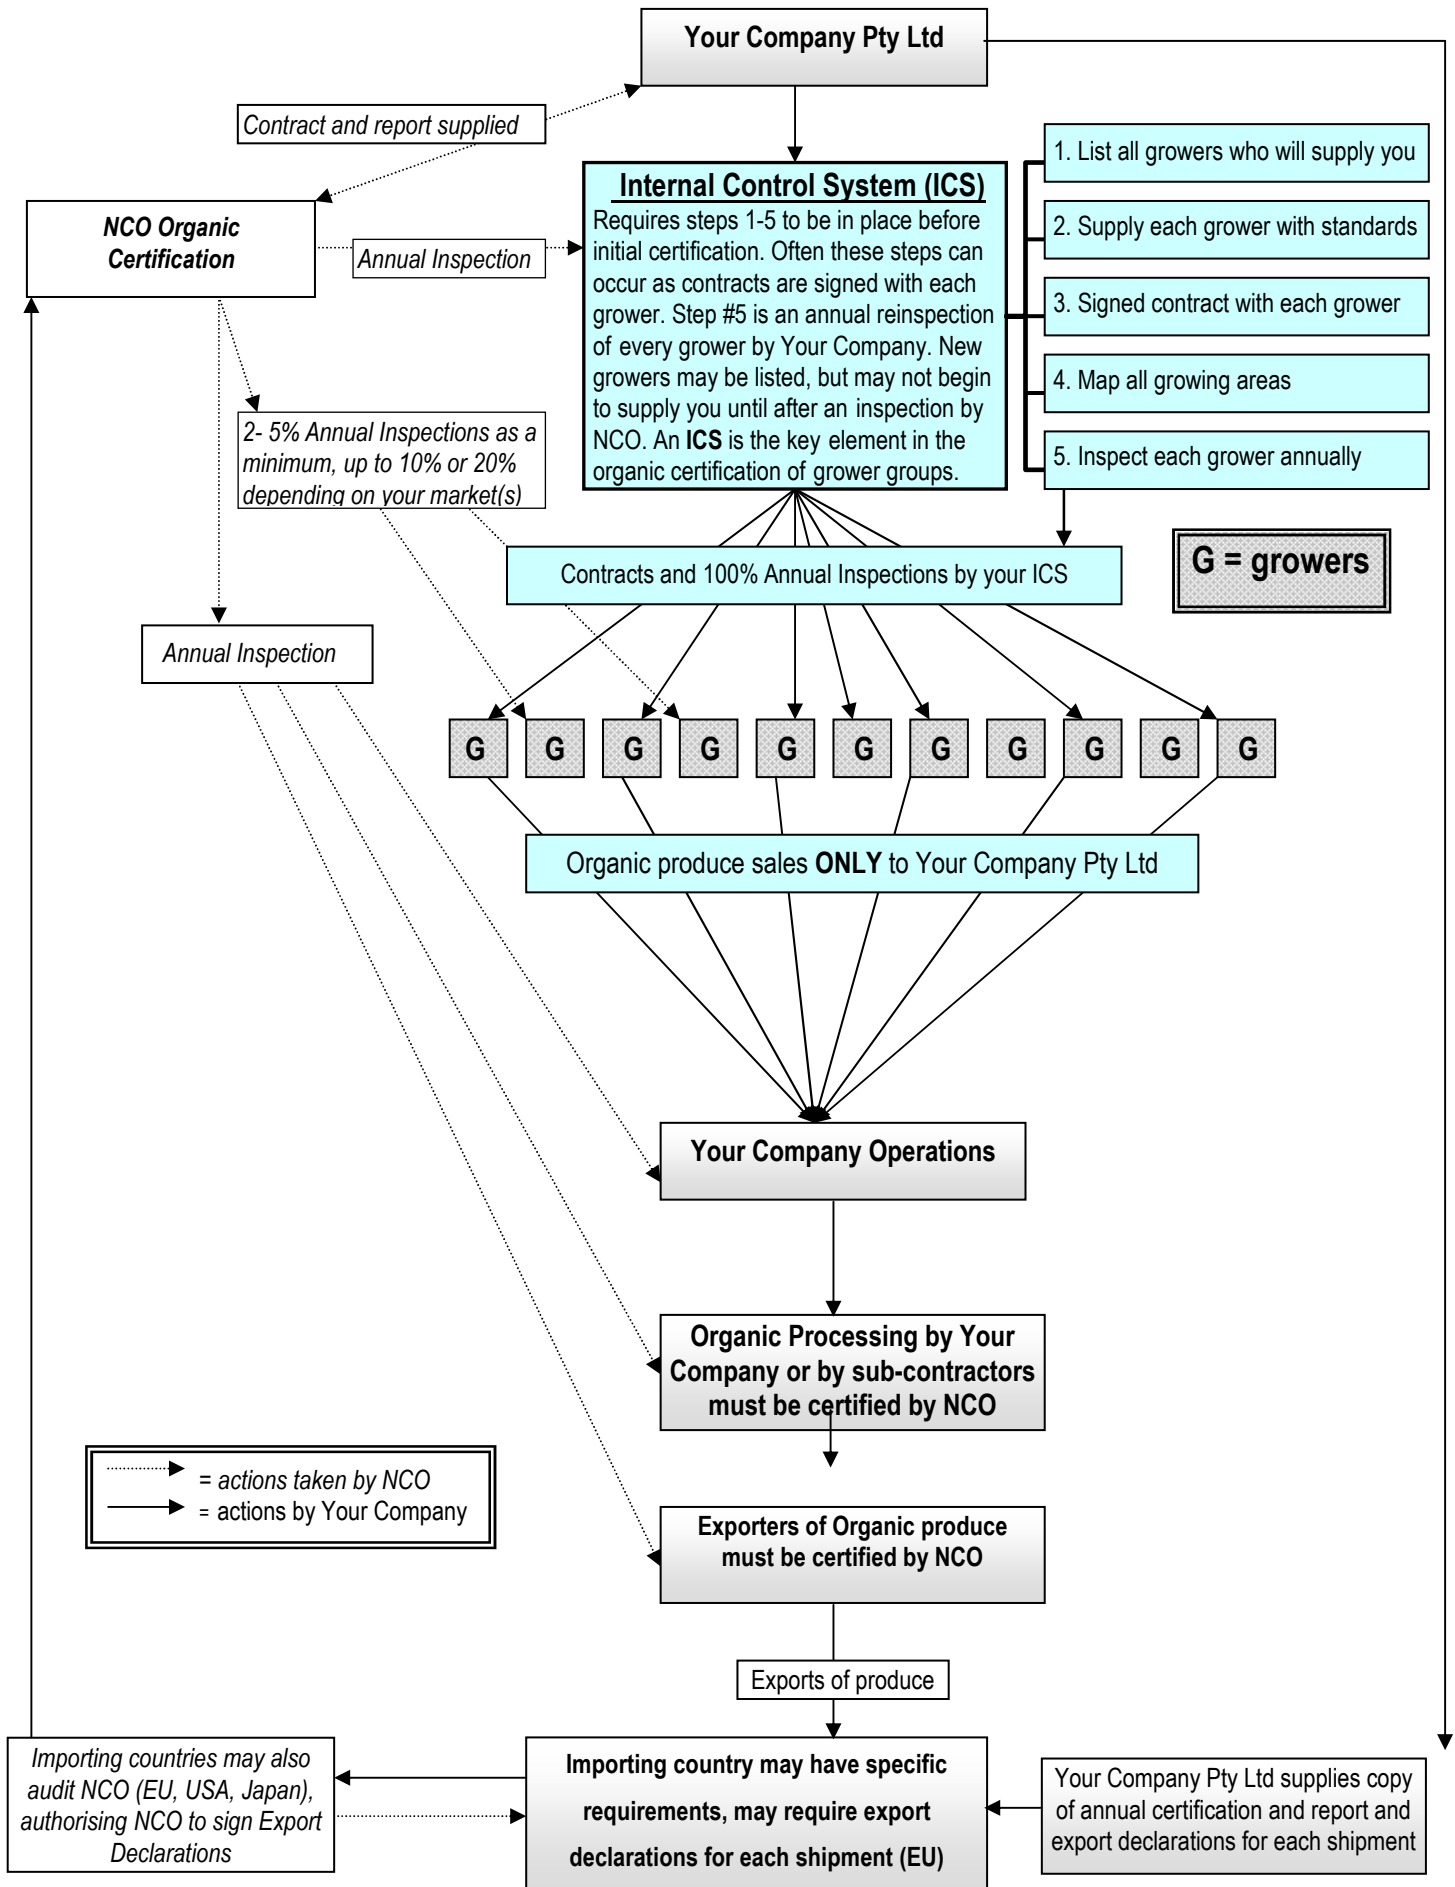 Your Company Pty Ltd
Contract and report supplied
NCO Organic
Certification
Annual Inspection
Internal Control System (ICS)
Requires steps 1-5 to be in place before
initial certification. Often these steps can
occur as contracts are signed with each
grower. Step #5 is an annual reinspection
of every grower by Your Company. New
growers may be listed, but may not begin
to supply you until after an inspection by
NCO. An ICS is the key element in the
organic certification of grower groups.
1. List all growers who will supply you
2. Supply each grower with standards
3. Signed contract with each grower
4. Map all growing areas
5. Inspect each grower annually
2- 5% Annual Inspections as a
minimum, up to 10% or 20%
depending on your market(s)
Contracts and 100% Annual Inspections by your ICS
G = growers
Annual Inspection
G G G G G G G G G G G
Organic produce sales ONLY to Your Company Pty Ltd
Your Company Operations
Organic Processing by Your
Company or by sub-contractors
must be certified by NCO
= actions taken by NCO
= actions by Your Company
Exporters of Organic produce
must be certified by NCO
Exports of produce
Importing countries may also
audit NCO (EU, USA, Japan),
authorising NCO to sign Export
Declarations
Importing country may have specific
requirements, may require export
declarations for each shipment (EU)
Your Company Pty Ltd supplies copy
of annual certification and report and
export declarations for each shipment